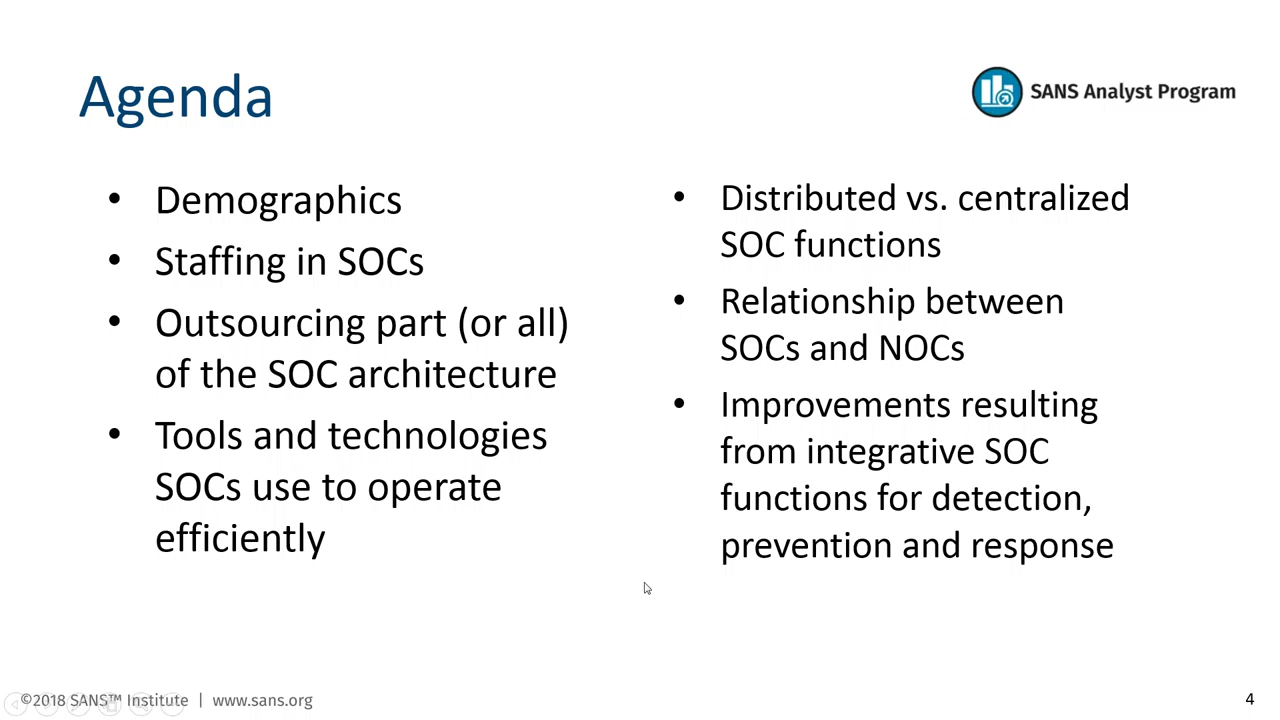 Agenda
SANS Analyst Program
• Demographics
• Staffing in SOCs
• Outsourcing part (or all)
of the SOC architecture
• Tools and technologies
SOCs use to operate
efficiently
• Distributed vs. centralized
SOC functions
• Relationship between
SOCs and NOCs
• Improvements resulting
from integrative SOC
functions for detection,
prevention and response
©2018 SANS™ Institute | www.sans.org
4